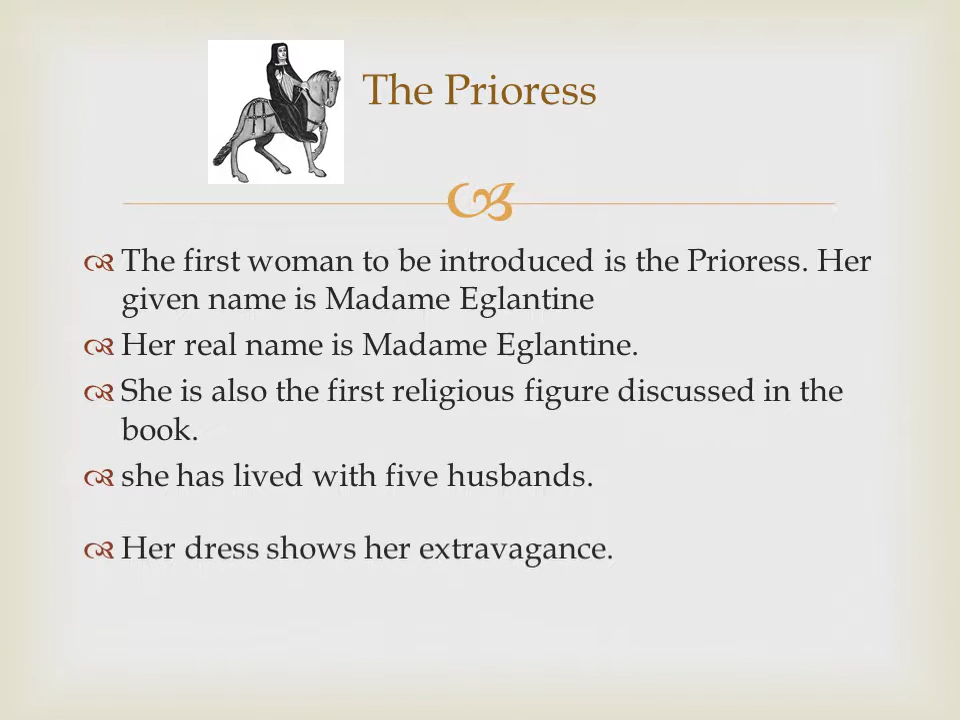 The Prioress
The first woman to be introduced is the Prioress. Her
given name is Madame Eglantine
Her real name is Madame Eglantine.
She is also the first religious figure discussed in the
book.
she has lived with five husbands.
Her dress shows her extravagance.